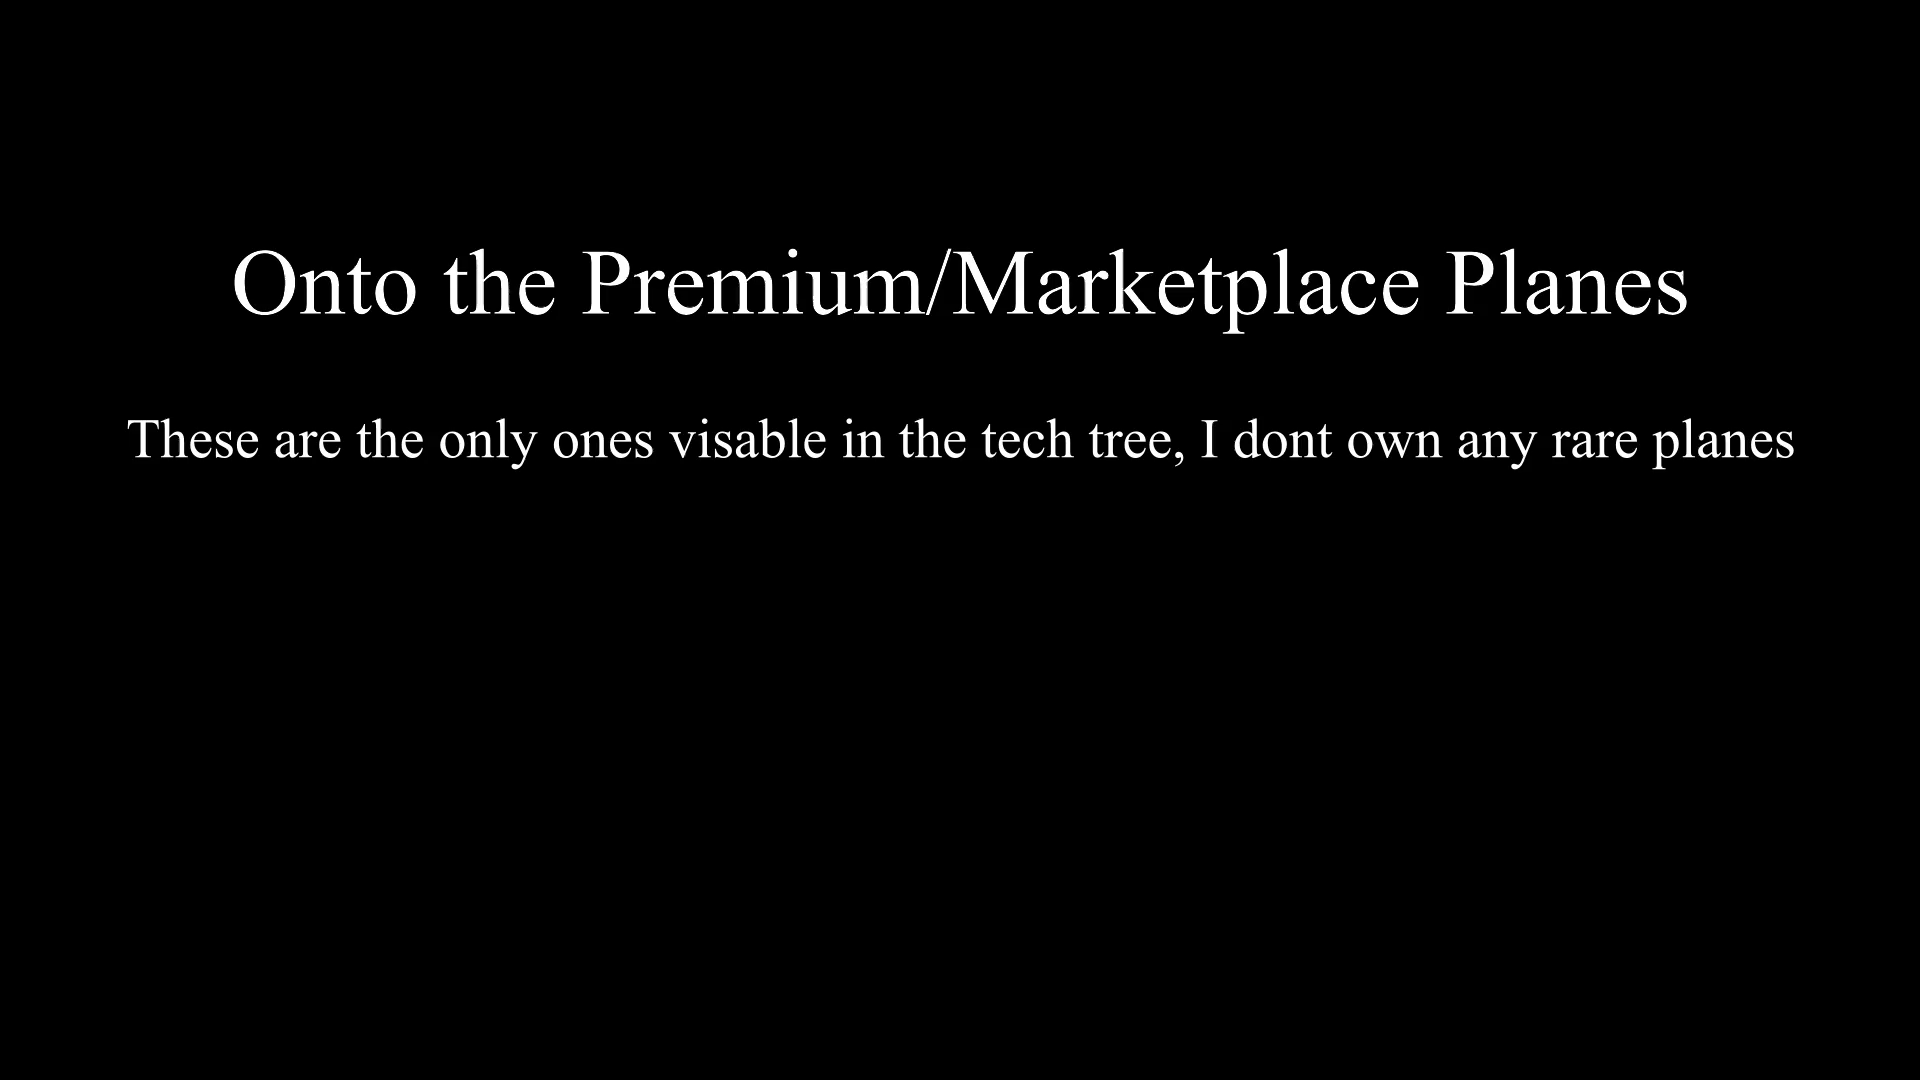 Onto the Premium/Marketplace Planes
These are the only ones visable in the tech tree, I dont own any rare planes